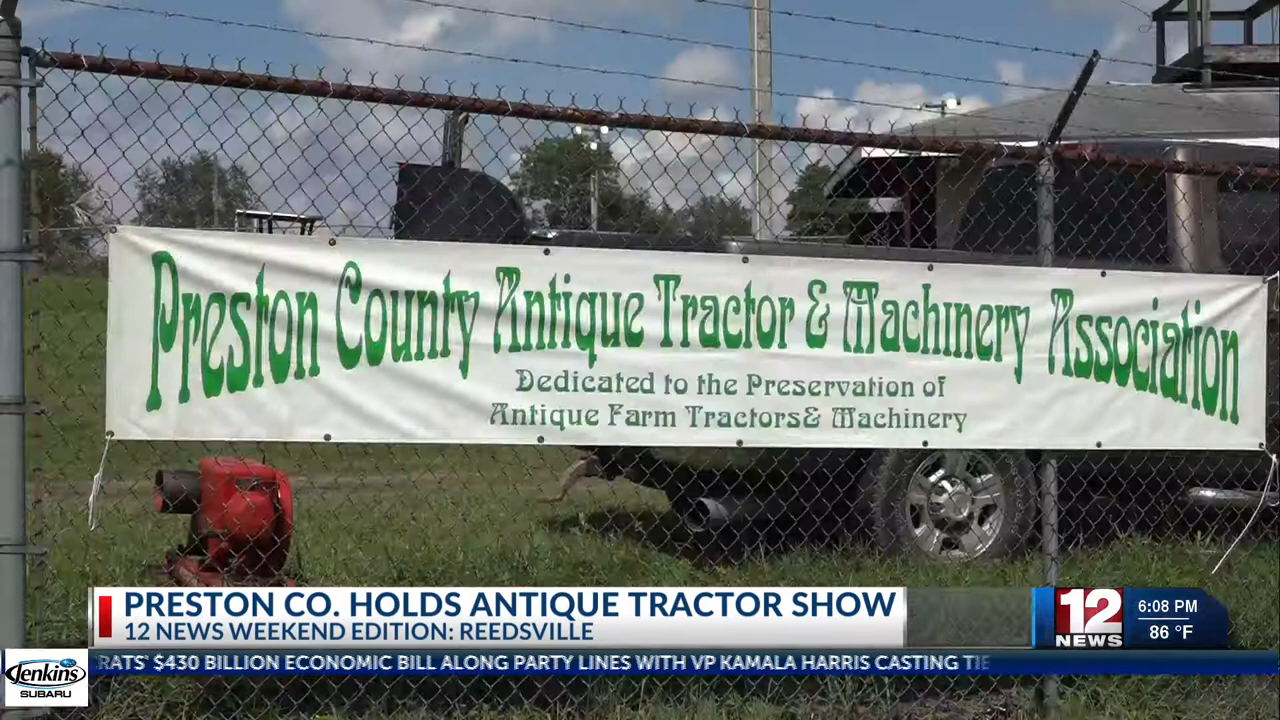 Preston County Antique Tractor & Machinery Association
Dedicated to the Preservation of
Antique Farm Tractors& Machinery
PRESTON CO. HOLDS ANTIQUE TRACTOR SHOW
12 NEWS WEEKEND EDITION: REEDSVILLE
12
NEWS
6:08 PM
86 °F
Jenkins
SUBARU
RATS' $430 BILLION ECONOMIC BILL ALONG PARTY LINES WITH VP KAMALA HARRIS CASTING TIE